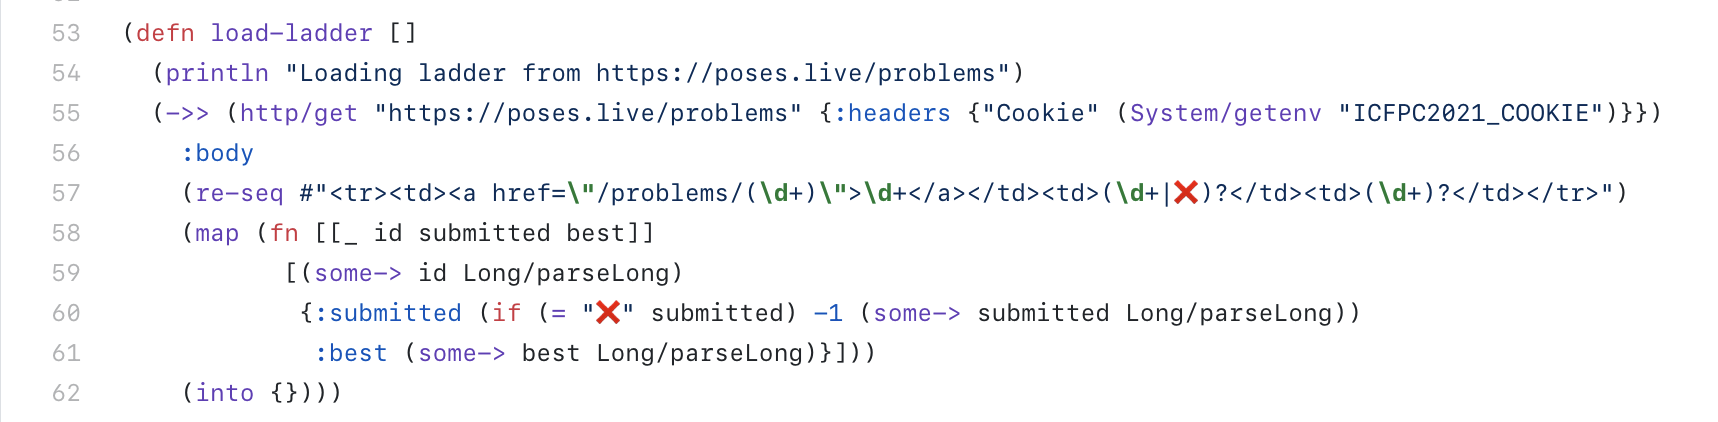 53 (defn load-ladder []
54 (println "Loading ladder from https://poses.live/problems")
55 (->> (http/get "https://poses.live/problems" {:headers {"Cookie" (System/getenv "ICFPC2021_COOKIE")}})
56 :body
57 (re-seq #"<tr><td><a href=\"/problems/(\d+)\">\d+</a></td><td>(\d+|❌)?</td><td>(\d+)?</td></tr>")
58 (map (fn [[_ id submitted best]]
59 [(some-> id Long/parseLong)
60 {:submitted (if (= "❌" submitted) -1 (some-> submitted Long/parseLong))
61 :best (some-> best Long/parseLong)}]))
62 (into {})))